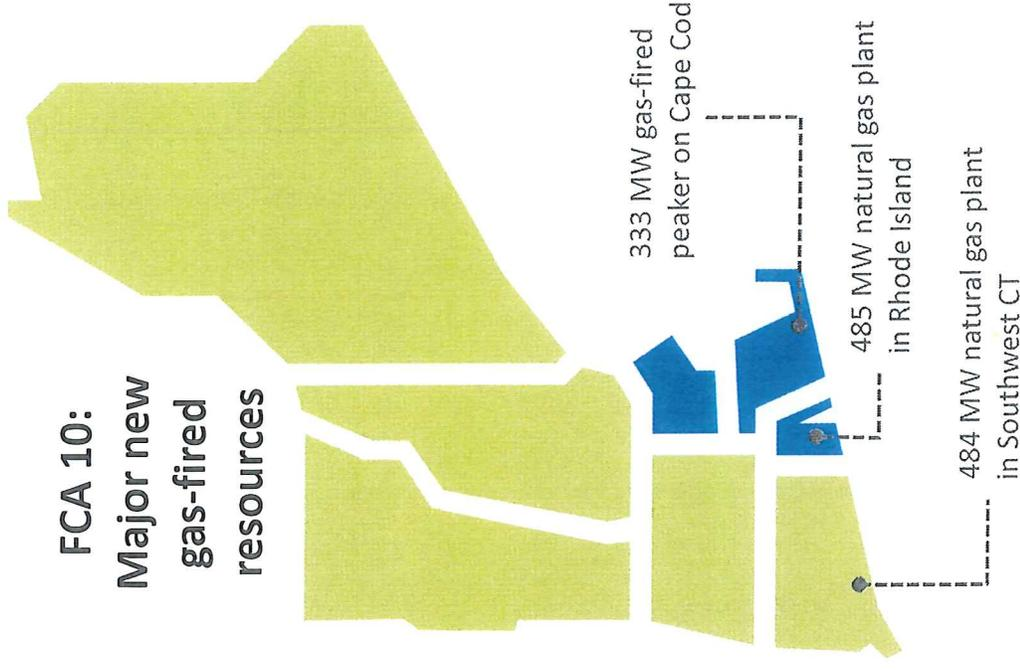 FCA 10:
Major new
gas-fired
resources
333 MW gas-fired
peaker on Cape Cod
485 MW natural gas plant
in Rhode Island
484 MW natural gas plant
in Southwest CT